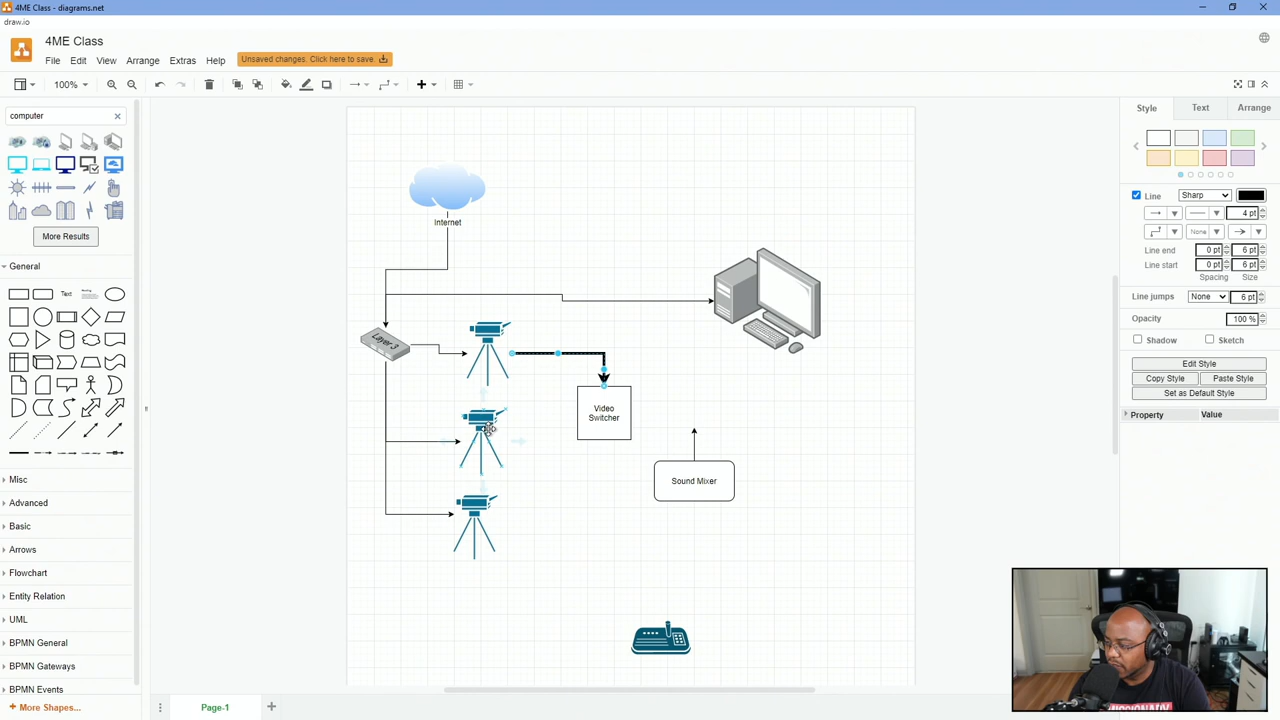 4ME Class - diagrams.net
draw.io
4ME Class
File Edit View Arrange Extras Help
Unsaved changes. Click here to save.
100%
computer
More Results
General
Text
Misc
Advanced
Basic
Arrows
Flowchart
Entity Relation
UML
BPMN General
BPMN Gateways
BPMN Events
+ More Shapes...
Page-1
Internet
Layer 3
Video
Switcher
Sound Mixer
Style Text Arrange
Line Sharp
4 pt
None
Line end 0 pt 6 pt
Line start 0 pt 6 pt
Spacing Size
Line jumps None 6 pt
Opacity 100 %
Shadow Sketch
Edit Style
Copy Style Paste Style
Set as Default Style
Property Value
MISSIONARY